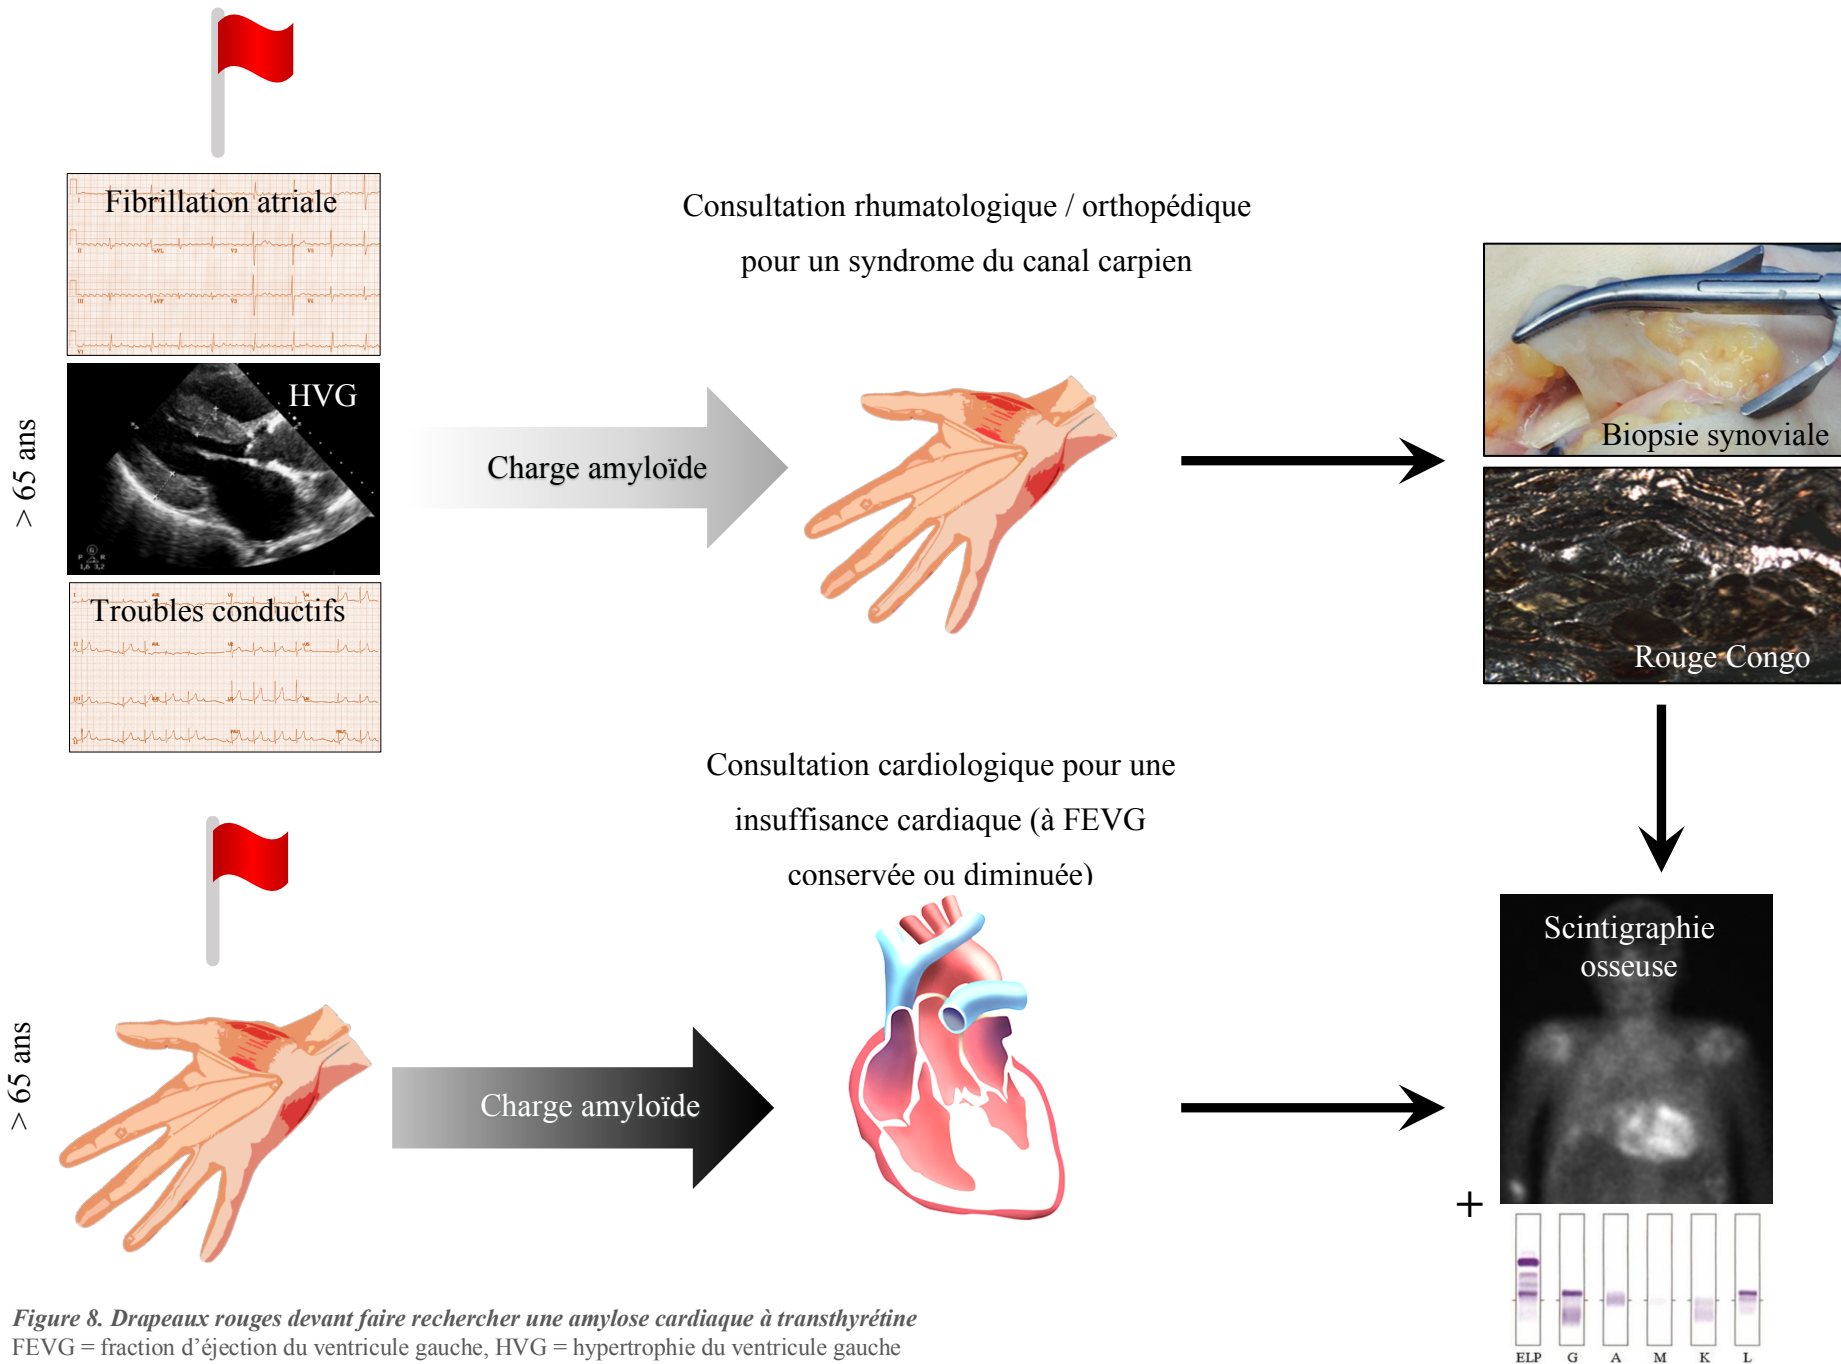 Fibrillation atriale
HVG
> 65 ans
Troubles conductifs
Charge amyloïde
Consultation rhumatologique / orthopédique
pour un syndrome du canal carpien
Biopsie synoviale
Rouge Congo
> 65 ans
Charge amyloïde
Consultation cardiologique pour une
insuffisance cardiaque (à FEVG
conservée ou diminuée)
Scintigraphie
osseuse
+
ELP G A M K L
Figure 8. Drapeaux rouges devant faire rechercher une amylose cardiaque à transthyrétine
FEVG = fraction d'éjection du ventricule gauche, HVG = hypertrophie du ventricule gauche